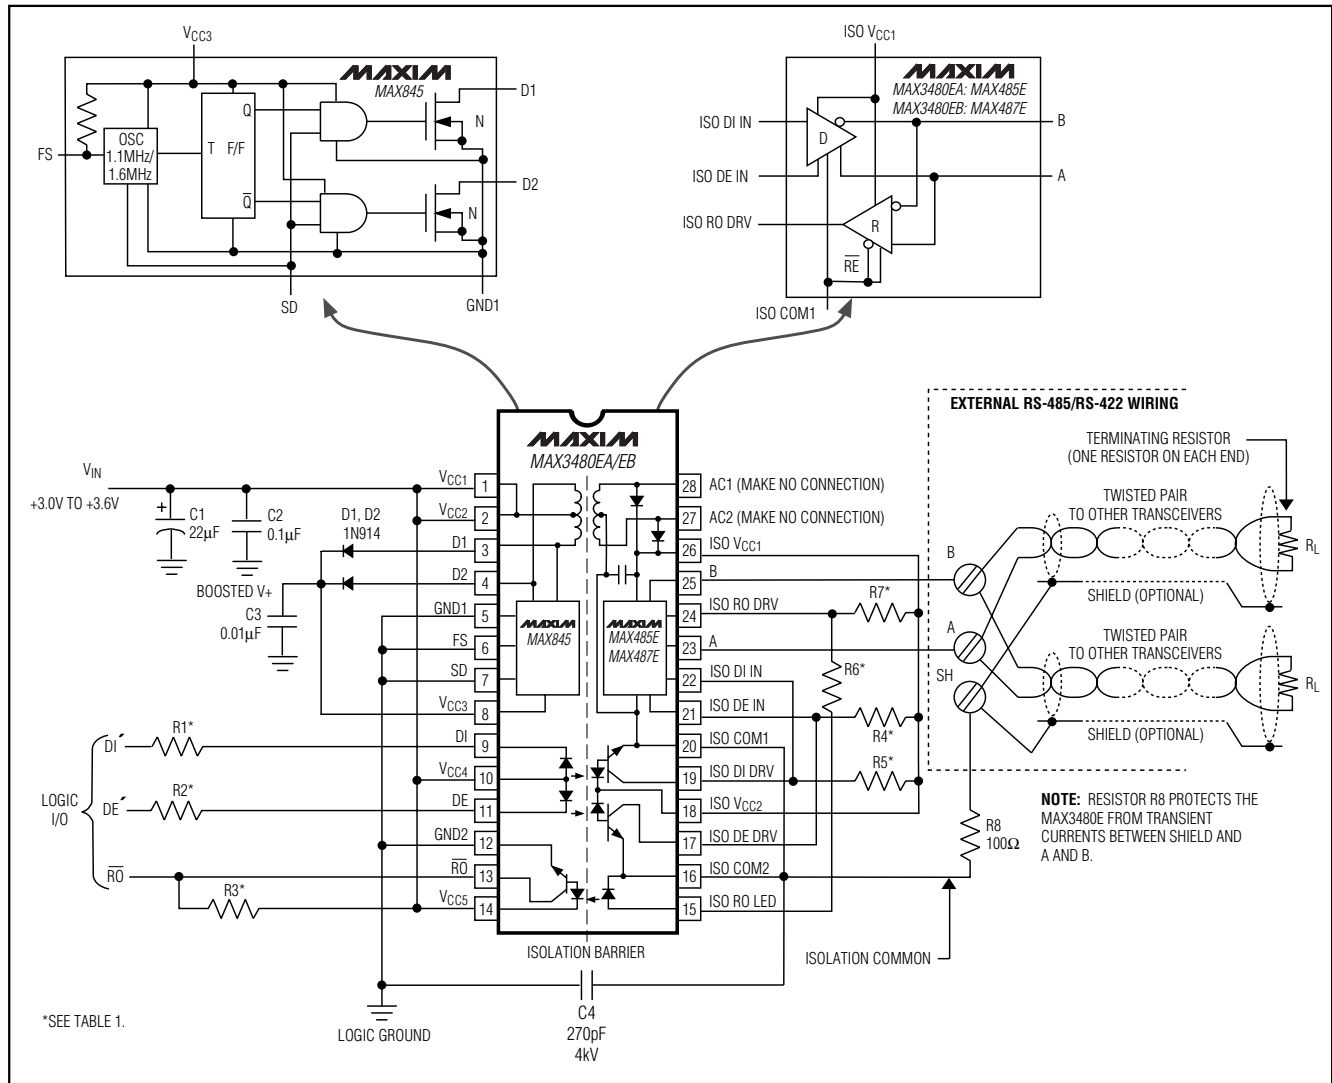 VCC3
MAXIM
MAX845
D1
Q
N
OSC
1.1MHz/
1.6MHz
FS
T F/F
D2
Q̅
N
SD
GND1
ISO VCC1
MAXIM
MAX3480EA: MAX485E
MAX3480EB: MAX487E
ISO DI IN
D
B
ISO DE IN
A
ISO RO DRV
R
R̅E̅
ISO COM1
MAXIM
MAX3480EA/EB
VIN
+3.0V TO +3.6V
C1
22µF
C2
0.1µF
D1, D2
1N914
BOOSTED V+
C3
0.01µF
VCC1
1
VCC2
2
D1
3
D2
4
GND1
5
FS
6
SD
7
VCC3
8
DI
9
VCC4
10
DE
11
GND2
12
R̅O̅
13
VCC5
14
MAXIM
MAX845
MAXIM
MAX485E
MAX487E
28
AC1 (MAKE NO CONNECTION)
27
AC2 (MAKE NO CONNECTION)
26
ISO VCC1
25
B
24
ISO RO DRV
23
A
22
ISO DI IN
21
ISO DE IN
20
ISO COM1
19
ISO DI DRV
18
ISO VCC2
17
ISO DE DRV
16
ISO COM2
15
ISO RO LED
LOGIC
I/O
DI´
R1*
DE´
R2*
R̅O̅
R3*
R7*
R6*
R4*
R5*
EXTERNAL RS-485/RS-422 WIRING
TERMINATING RESISTOR
(ONE RESISTOR ON EACH END)
TWISTED PAIR
TO OTHER TRANSCEIVERS
B
RL
SHIELD (OPTIONAL)
A
TWISTED PAIR
TO OTHER TRANSCEIVERS
SH
RL
SHIELD (OPTIONAL)
R8
100Ω
NOTE: RESISTOR R8 PROTECTS THE
MAX3480E FROM TRANSIENT
CURRENTS BETWEEN SHIELD AND
A AND B.
ISOLATION BARRIER
ISOLATION COMMON
C4
270pF
4kV
LOGIC GROUND
*SEE TABLE 1.